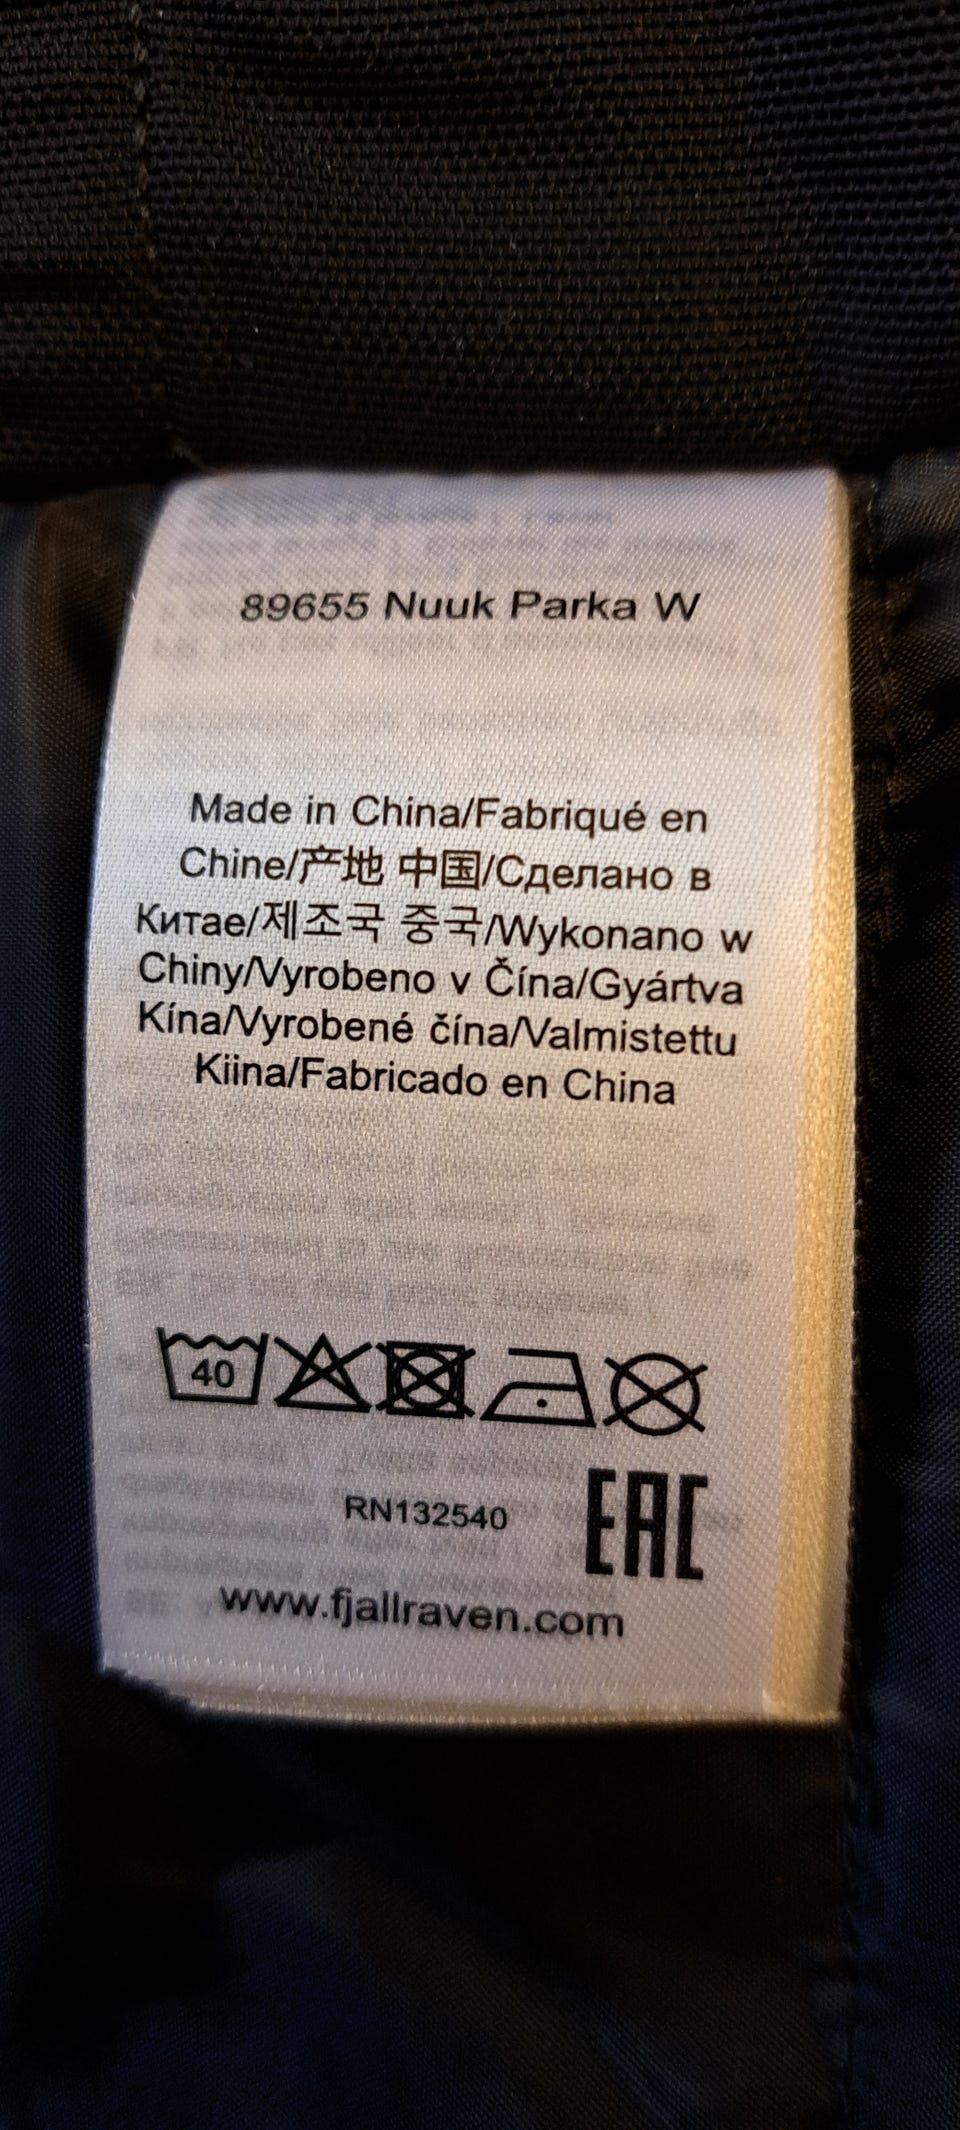 89655 Nuuk Parka W
Made in China/Fabriqué en
Chine/产地 中国/Сделано в
Китае/제조국 중국/Wykonano w
Chiny/Vyrobeno v Čína/Gyártva
Kína/Vyrobené čína/Valmistettu
Kiina/Fabricado en China
40
RN132540
EAC
www.fjallraven.com